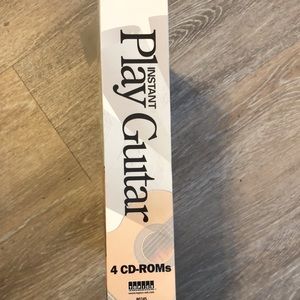 INSTANT
Play Guitar
4 CD-ROMs